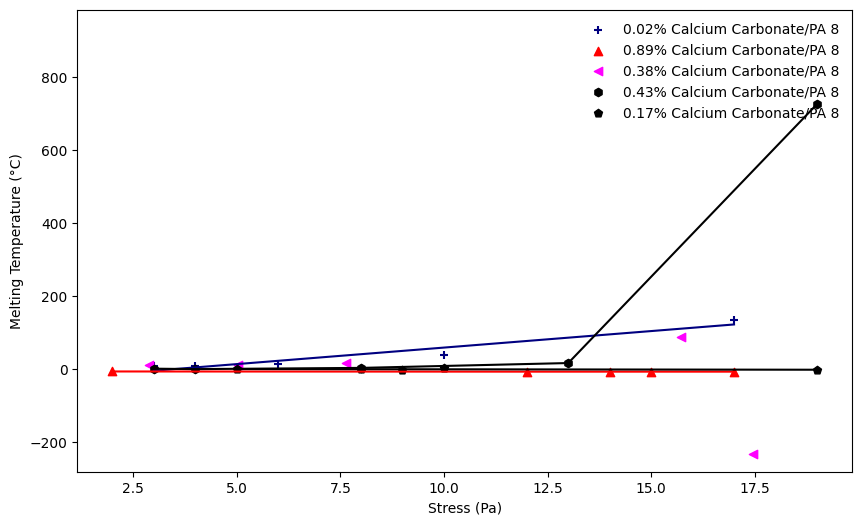 0.02% Calcium Carbonate/PA 8
0.89% Calcium Carbonate/PA 8
0.38% Calcium Carbonate/PA 8
0.43% Calcium Carbonate/PA 8
0.17% Calcium Carbonate/PA 8
Melting Temperature (°C)
800
600
400
200
0
−200
2.5 5.0 7.5 10.0 12.5 15.0 17.5
Stress (Pa)